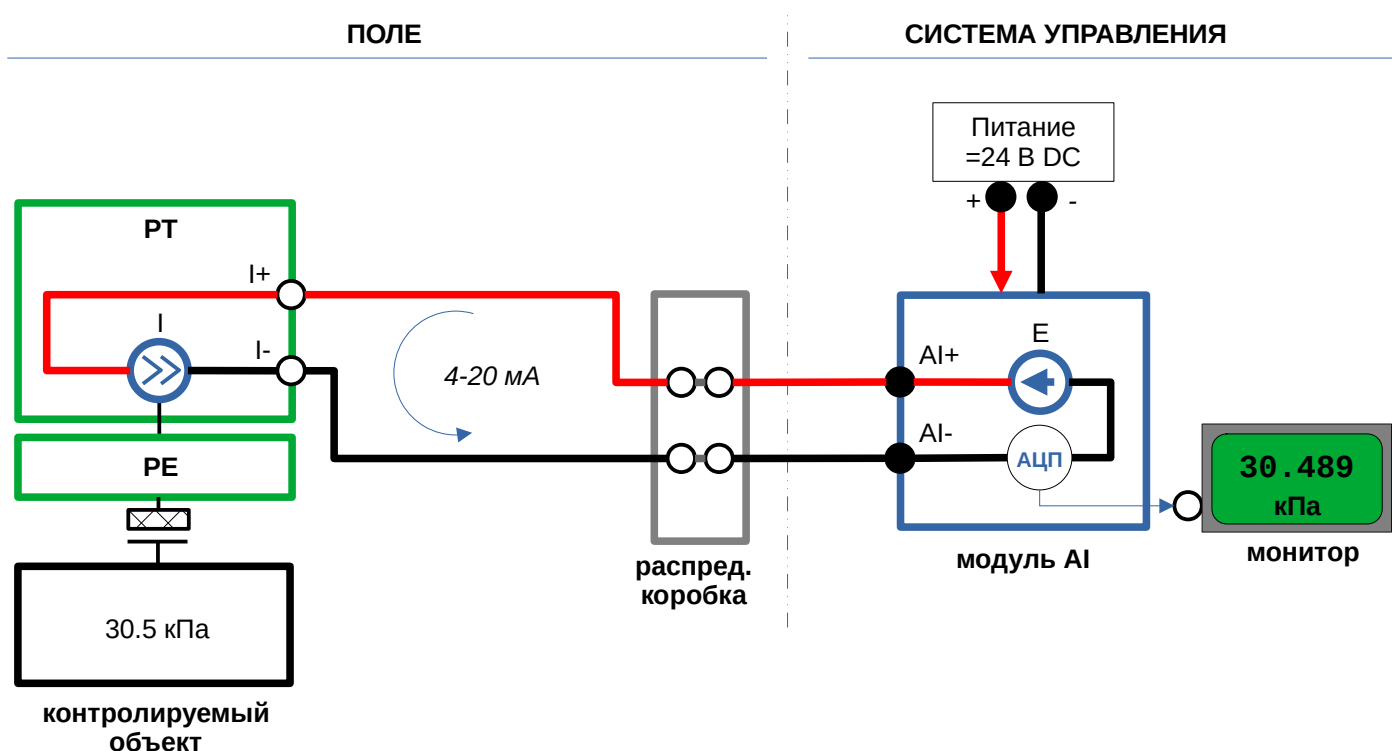 ПОЛЕ
СИСТЕМА УПРАВЛЕНИЯ
Питание
=24 В DC
+
-
PT
I+
I
I-
4-20 мА
AI+
E
AI-
АЦП
PE
30.489
кПа
монитор
модуль AI
распред.
коробка
30.5 кПа
контролируемый
объект